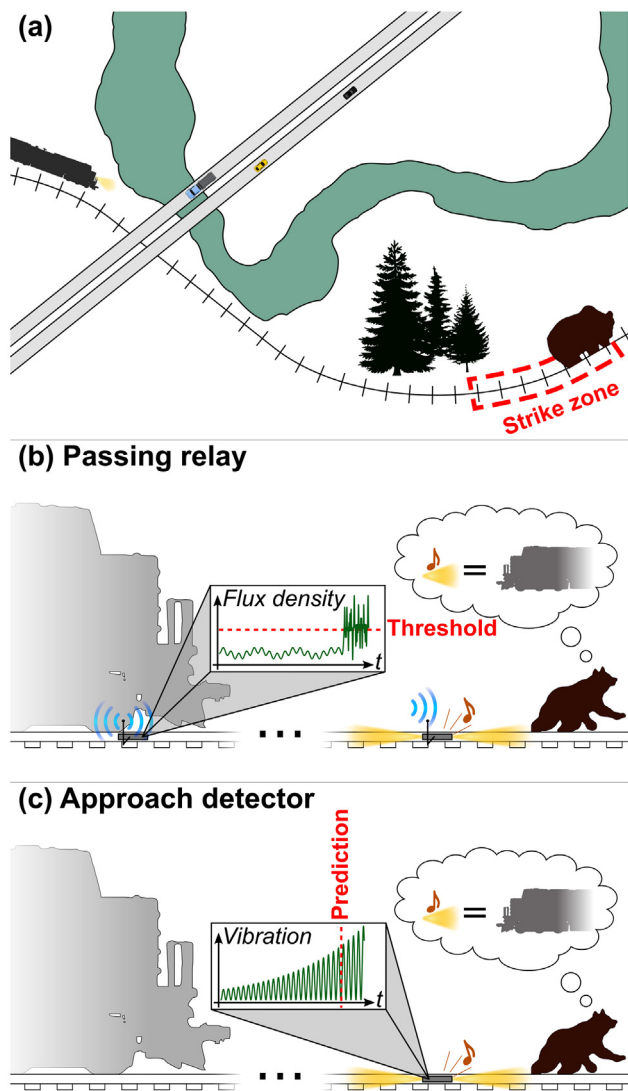 (a)
Strike zone
(b) Passing relay
Flux density
Threshold
t
=
(c) Approach detector
Prediction
Vibration
t
=